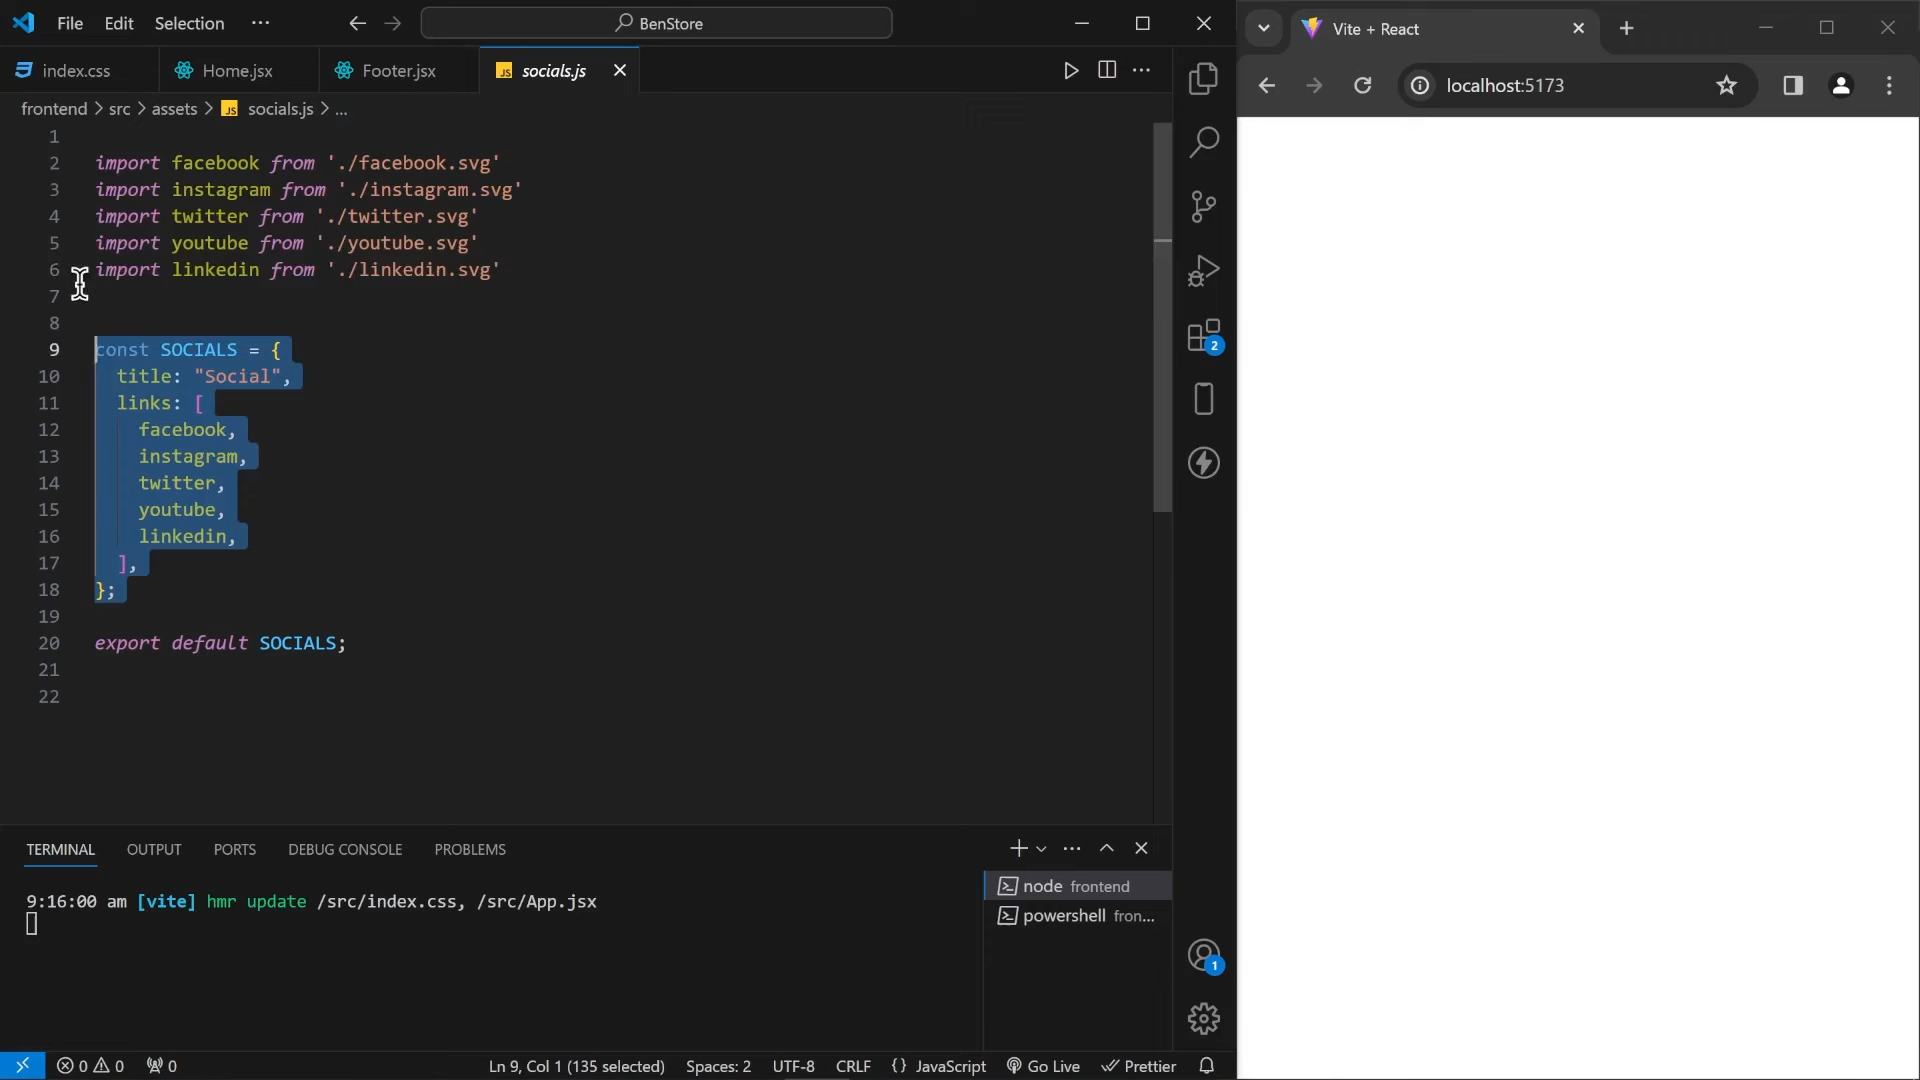 File Edit Selection ··· BenStore
index.css Home.jsx Footer.jsx socials.js
frontend > src > assets > socials.js > ...
1
2 import facebook from './facebook.svg'
3 import instagram from './instagram.svg'
4 import twitter from './twitter.svg'
5 import youtube from './youtube.svg'
6 import linkedin from './linkedin.svg'
7
8
9 const SOCIALS = {
10 title: "Social",
11 links: [
12 facebook,
13 instagram,
14 twitter,
15 youtube,
16 linkedin,
17 ],
18 };
19
20 export default SOCIALS;
21
22
2
TERMINAL OUTPUT PORTS DEBUG CONSOLE PROBLEMS
9:16:00 am [vite] hmr update /src/index.css, /src/App.jsx
node frontend
powershell fron...
1
0 0 0 Ln 9, Col 1 (135 selected) Spaces: 2 UTF-8 CRLF {} JavaScript Go Live Prettier
Vite + React
localhost:5173